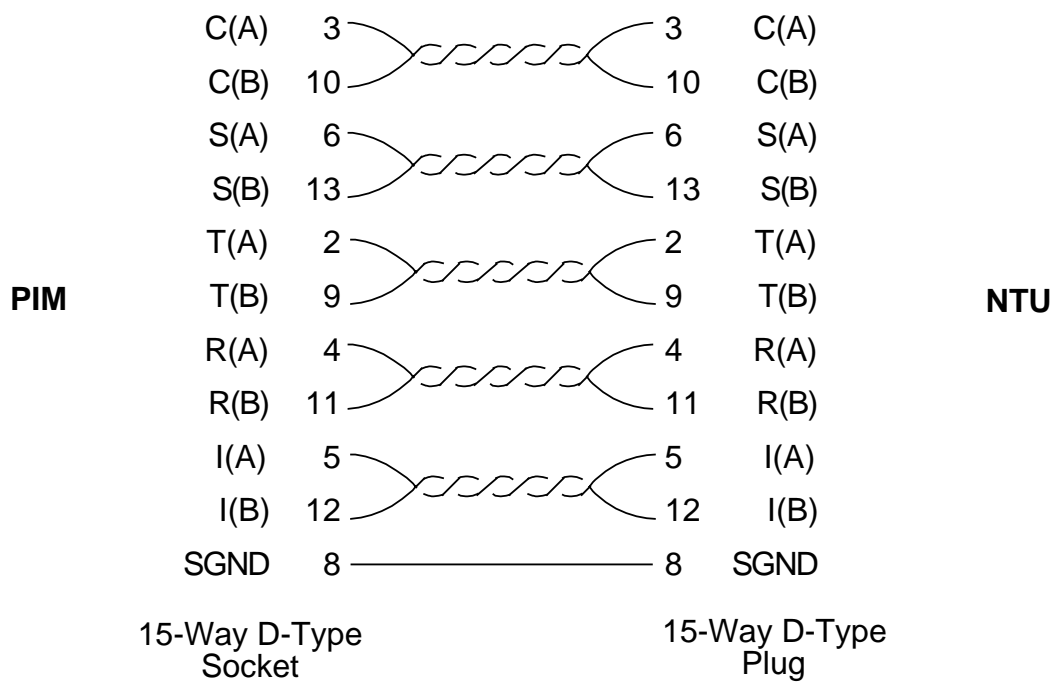 C(A) 3 3 C(A)
C(B) 10 10 C(B)
S(A) 6 6 S(A)
S(B) 13 13 S(B)
T(A) 2 2 T(A)
PIM T(B) 9 9 T(B) NTU
R(A) 4 4 R(A)
R(B) 11 11 R(B)
I(A) 5 5 I(A)
I(B) 12 12 I(B)
SGND 8 8 SGND
15-Way D-Type
Socket
15-Way D-Type
Plug